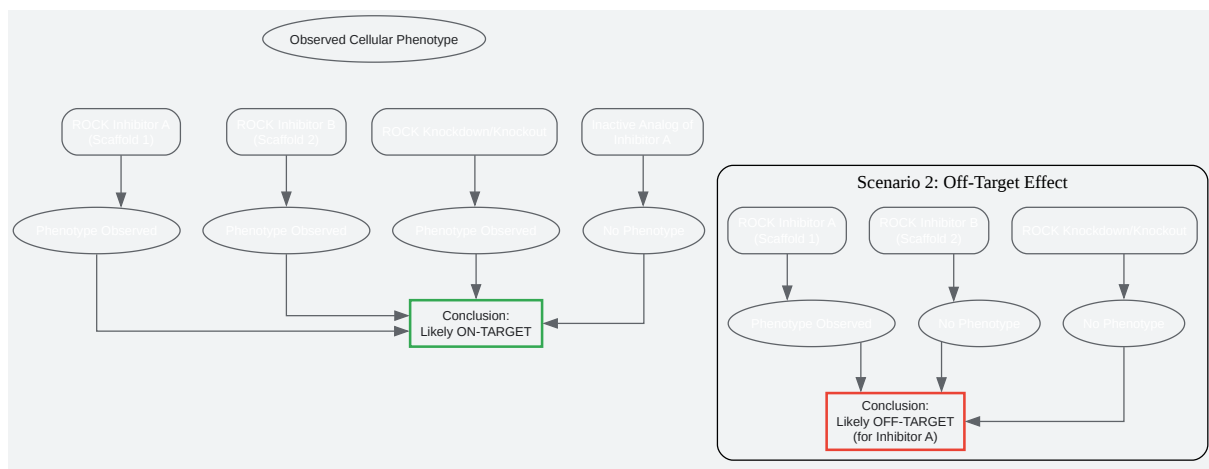 Observed Cellular Phenotype
ROCK Inhibitor A
(Scaffold 1)
ROCK Inhibitor B
(Scaffold 2)
ROCK Knockdown/Knockout
Inactive Analog of
Inhibitor A
Phenotype Observed
Phenotype Observed
Phenotype Observed
No Phenotype
Conclusion:
Likely ON-TARGET
Scenario 2: Off-Target Effect
ROCK Inhibitor A
(Scaffold 1)
ROCK Inhibitor B
(Scaffold 2)
ROCK Knockdown/Knockout
Phenotype Observed
No Phenotype
No Phenotype
Conclusion:
Likely OFF-TARGET
(for Inhibitor A)